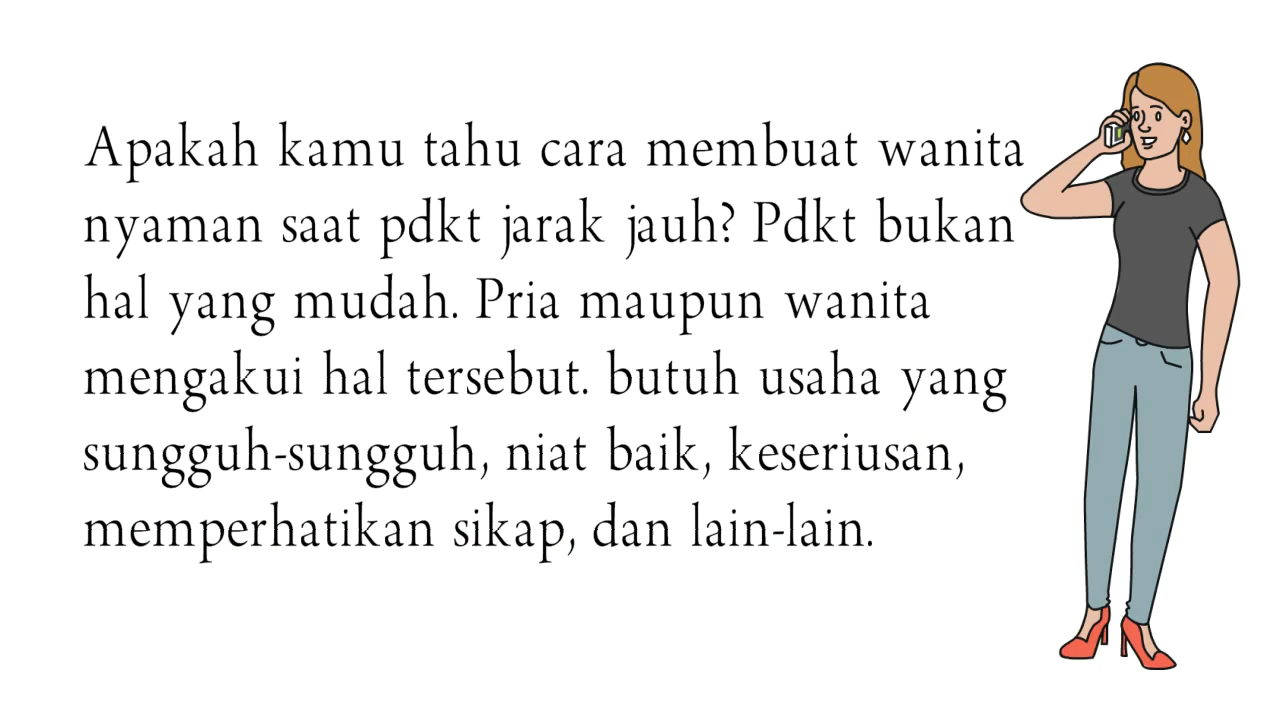 Apakah kamu tahu cara membuat wanita
nyaman saat pdkt jarak jauh? Pdkt bukan
hal yang mudah. Pria maupun wanita
mengakui hal tersebut. butuh usaha yang
sungguh-sungguh, niat baik, keseriusan,
memperhatikan sikap, dan lain-lain.